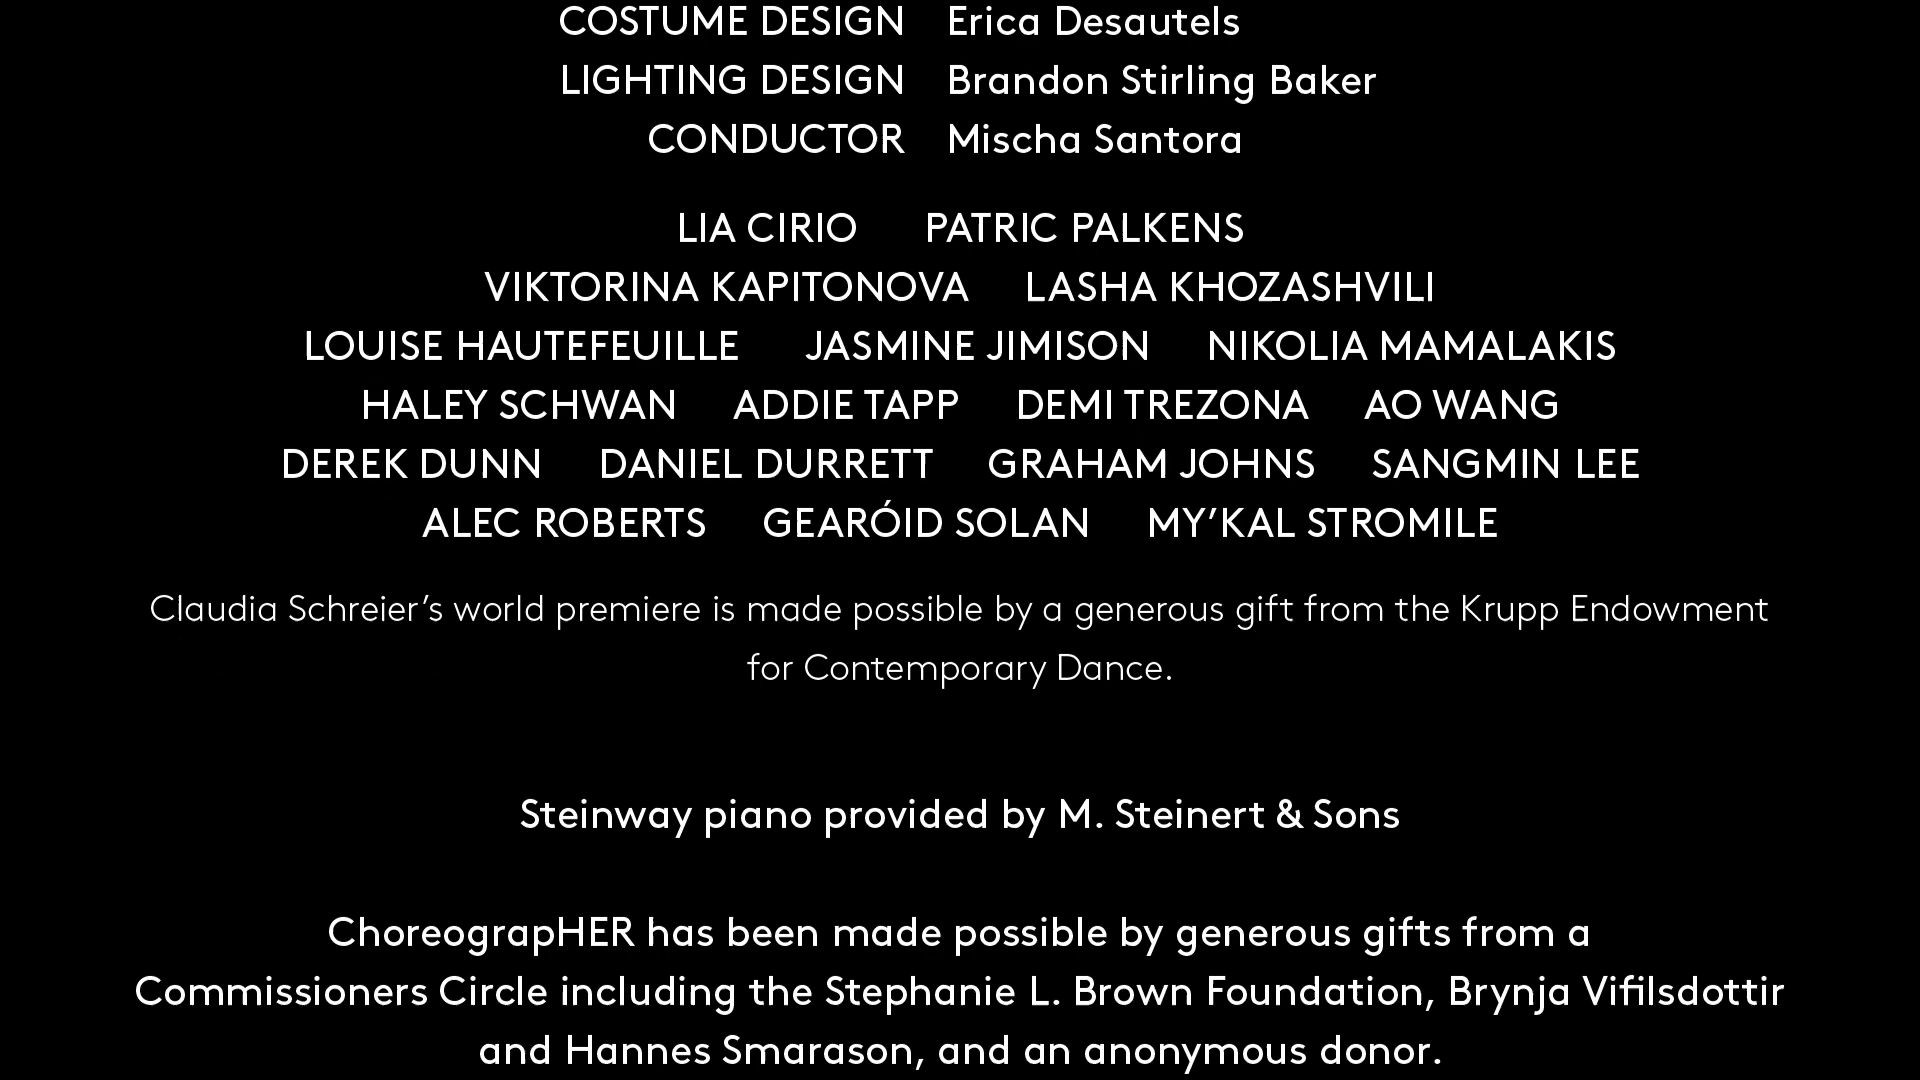 COSTUME DESIGN Erica Desautels
LIGHTING DESIGN Brandon Stirling Baker
CONDUCTOR Mischa Santora
LIA CIRIO PATRIC PALKENS
VIKTORINA KAPITONOVA LASHA KHOZASHVILI
LOUISE HAUTEFEUILLE JASMINE JIMISON NIKOLIA MAMALAKIS
HALEY SCHWAN ADDIE TAPP DEMI TREZONA AO WANG
DEREK DUNN DANIEL DURRETT GRAHAM JOHNS SANGMIN LEE
ALEC ROBERTS GEARÓID SOLAN MY’KAL STROMILE
Claudia Schreier’s world premiere is made possible by a generous gift from the Krupp Endowment
for Contemporary Dance.
Steinway piano provided by M. Steinert & Sons
ChoreograpHER has been made possible by generous gifts from a
Commissioners Circle including the Stephanie L. Brown Foundation, Brynja Vifilsdottir
and Hannes Smarason, and an anonymous donor.